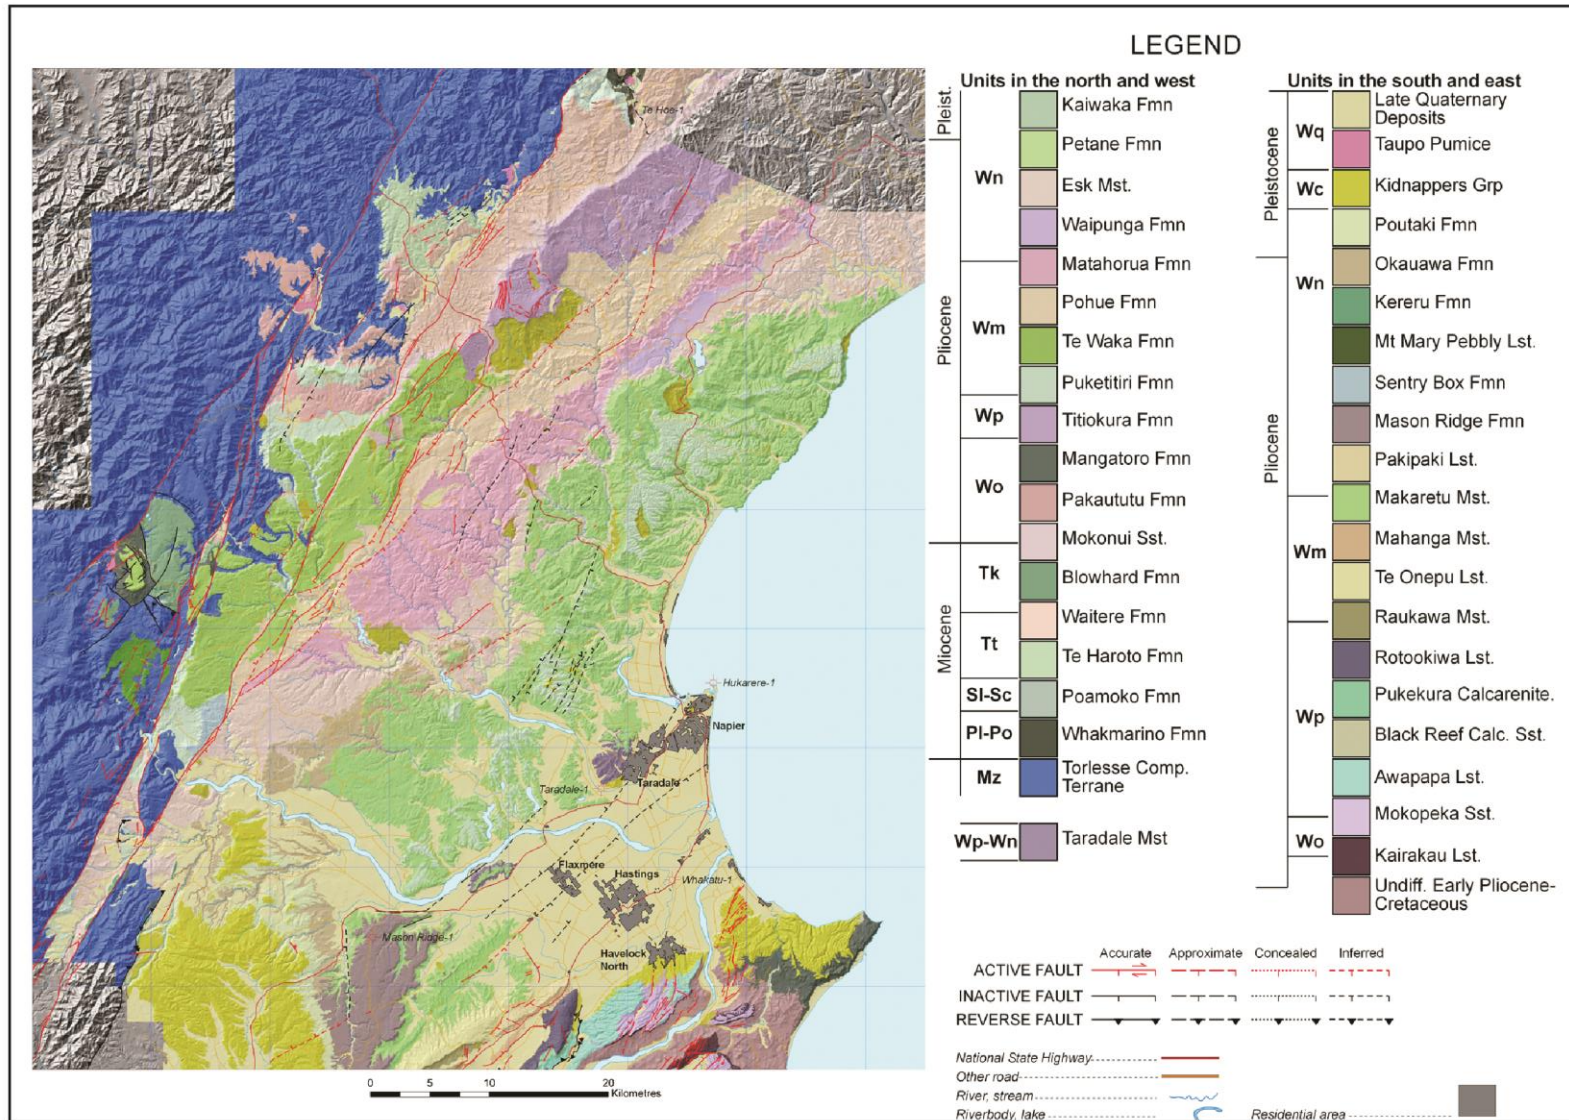 LEGEND
Units in the north and west
Pleist.
Pliocene
Miocene
Wn
Wm
Wp
Wo
Tk
Tt
Sl-Sc
Pl-Po
Mz
Wp-Wn
Kaiwaka Fmn
Petane Fmn
Esk Mst.
Waipunga Fmn
Matahorua Fmn
Pohue Fmn
Te Waka Fmn
Puketitiri Fmn
Titiokura Fmn
Mangatoro Fmn
Pakaututu Fmn
Mokonui Sst.
Blowhard Fmn
Waitere Fmn
Te Haroto Fmn
Poamoko Fmn
Whakmarino Fmn
Torlesse Comp.
Terrane
Taradale Mst
Units in the south and east
Pleistocene
Pliocene
Wq
Wc
Wn
Wm
Wp
Wo
Late Quaternary
Deposits
Taupo Pumice
Kidnappers Grp
Poutaki Fmn
Okauawa Fmn
Kereru Fmn
Mt Mary Pebbly Lst.
Sentry Box Fmn
Mason Ridge Fmn
Pakipaki Lst.
Makaretu Mst.
Mahanga Mst.
Te Onepu Lst.
Raukawa Mst.
Rotookiwa Lst.
Pukekura Calcarenite.
Black Reef Calc. Sst.
Awapapa Lst.
Mokopeka Sst.
Kairakau Lst.
Undiff. Early Pliocene-
Cretaceous
Accurate Approximate Concealed Inferred
ACTIVE FAULT
INACTIVE FAULT
REVERSE FAULT
National State Highway
Other road
River, stream
Riverbody, lake
Residential area
Te Hoe-1
Hukarere-1
Napier
Taradale
Taradale-1
Flaxmere
Hastings
Whakatu-1
Mason Ridge-1
Havelock
North
0 5 10 20
Kilometres